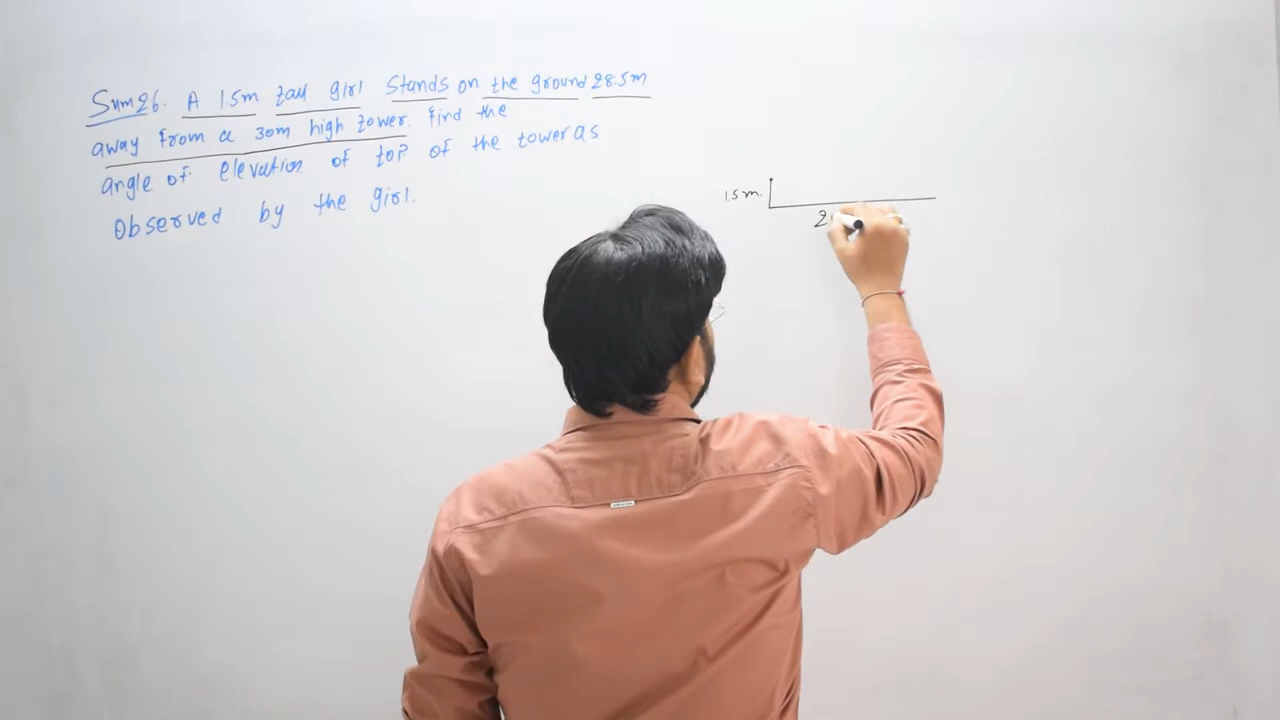 Sum 26. A 1.5m tall girl stands on the ground 28.5m
away from a 30m high tower. find the
angle of elevation of top of the tower as
observed by the girl.
1.5m.
2